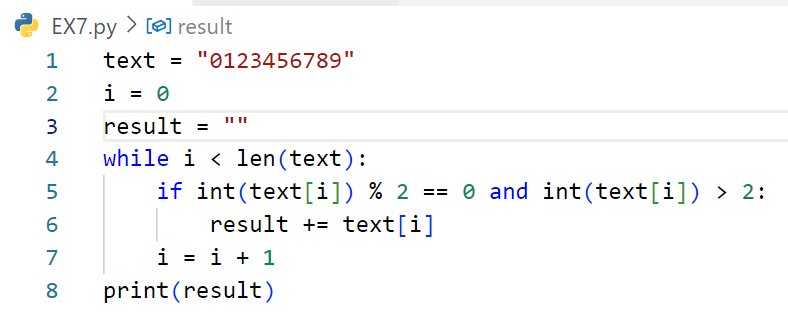 EX7.py > result
1 text = "0123456789"
2 i = 0
3 result = ""
4 while i < len(text):
5     if int(text[i]) % 2 == 0 and int(text[i]) > 2:
6         result += text[i]
7     i = i + 1
8 print(result)